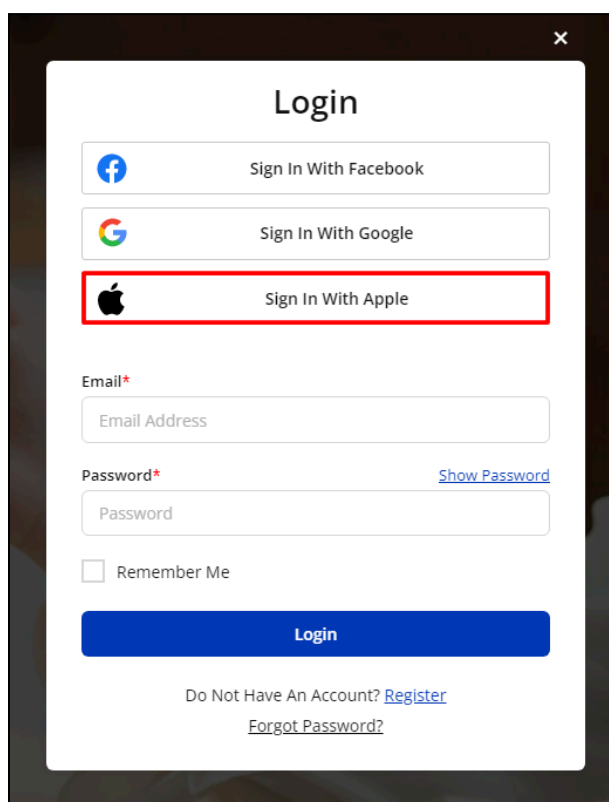 Login
Sign In With Facebook
Sign In With Google
Sign In With Apple
Email*
Email Address
Password* Show Password
Password
Remember Me
Login
Do Not Have An Account? Register
Forgot Password?